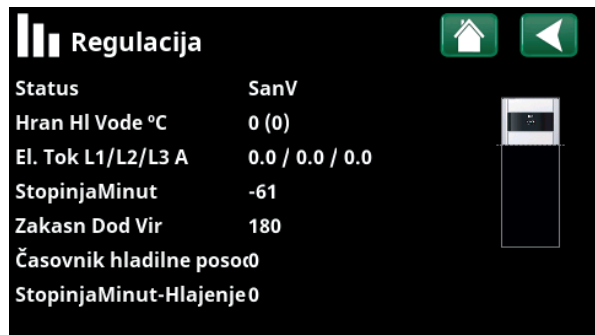 Regulacija
Status SanV
Hran Hl Vode ºC 0 (0)
El. Tok L1/L2/L3 A 0.0 / 0.0 / 0.0
StopinjaMinut -61
Zakasn Dod Vir 180
Časovnik hladilne posod 0
StopinjaMinut-Hlajenje 0